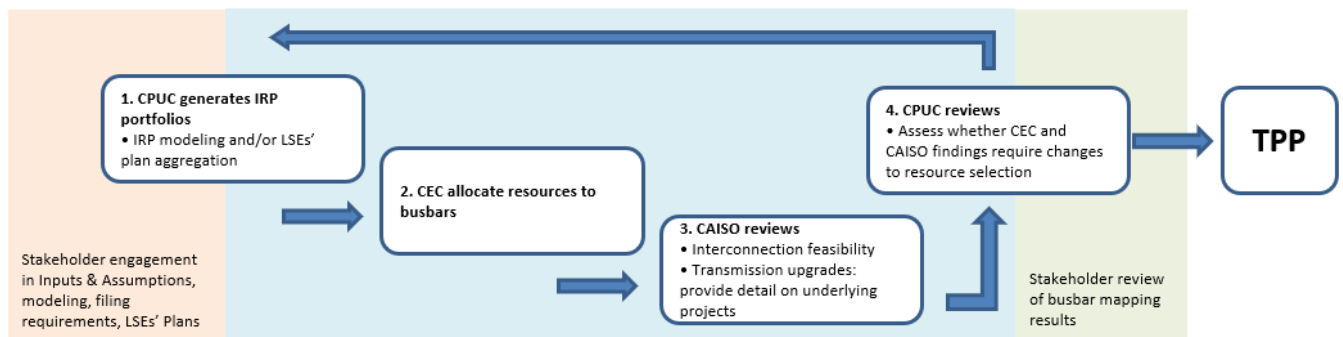 1. CPUC generates IRP
portfolios
• IRP modeling and/or LSEs'
plan aggregation
2. CEC allocate resources to
busbars
3. CAISO reviews
• Interconnection feasibility
• Transmission upgrades:
provide detail on underlying
projects
4. CPUC reviews
• Assess whether CEC and
CAISO findings require changes
to resource selection
TPP
Stakeholder engagement
in Inputs & Assumptions,
modeling, filing
requirements, LSEs' Plans
Stakeholder review
of busbar mapping
results